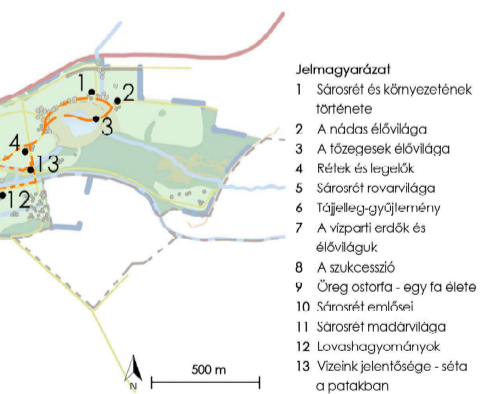 1
2
3
4
13
12
N
500 m
Jelmagyarázat
1 Sárosrét és környezetének
története
2 A nádas élővilága
3 A tőzegesek élővilága
4 Rétek és legelők
5 Sárosrét rovarvilága
6 Tájjelleg-gyűjtemény
7 A vízparti erdők és
élőviláguk
8 A szukcesszió
9 Öreg ostorfa - egy fa élete
10 Sárosrét emlősei
11 Sárosrét madárvilága
12 Lovashagyományok
13 Vizeink jelentősége - séta
a patakban